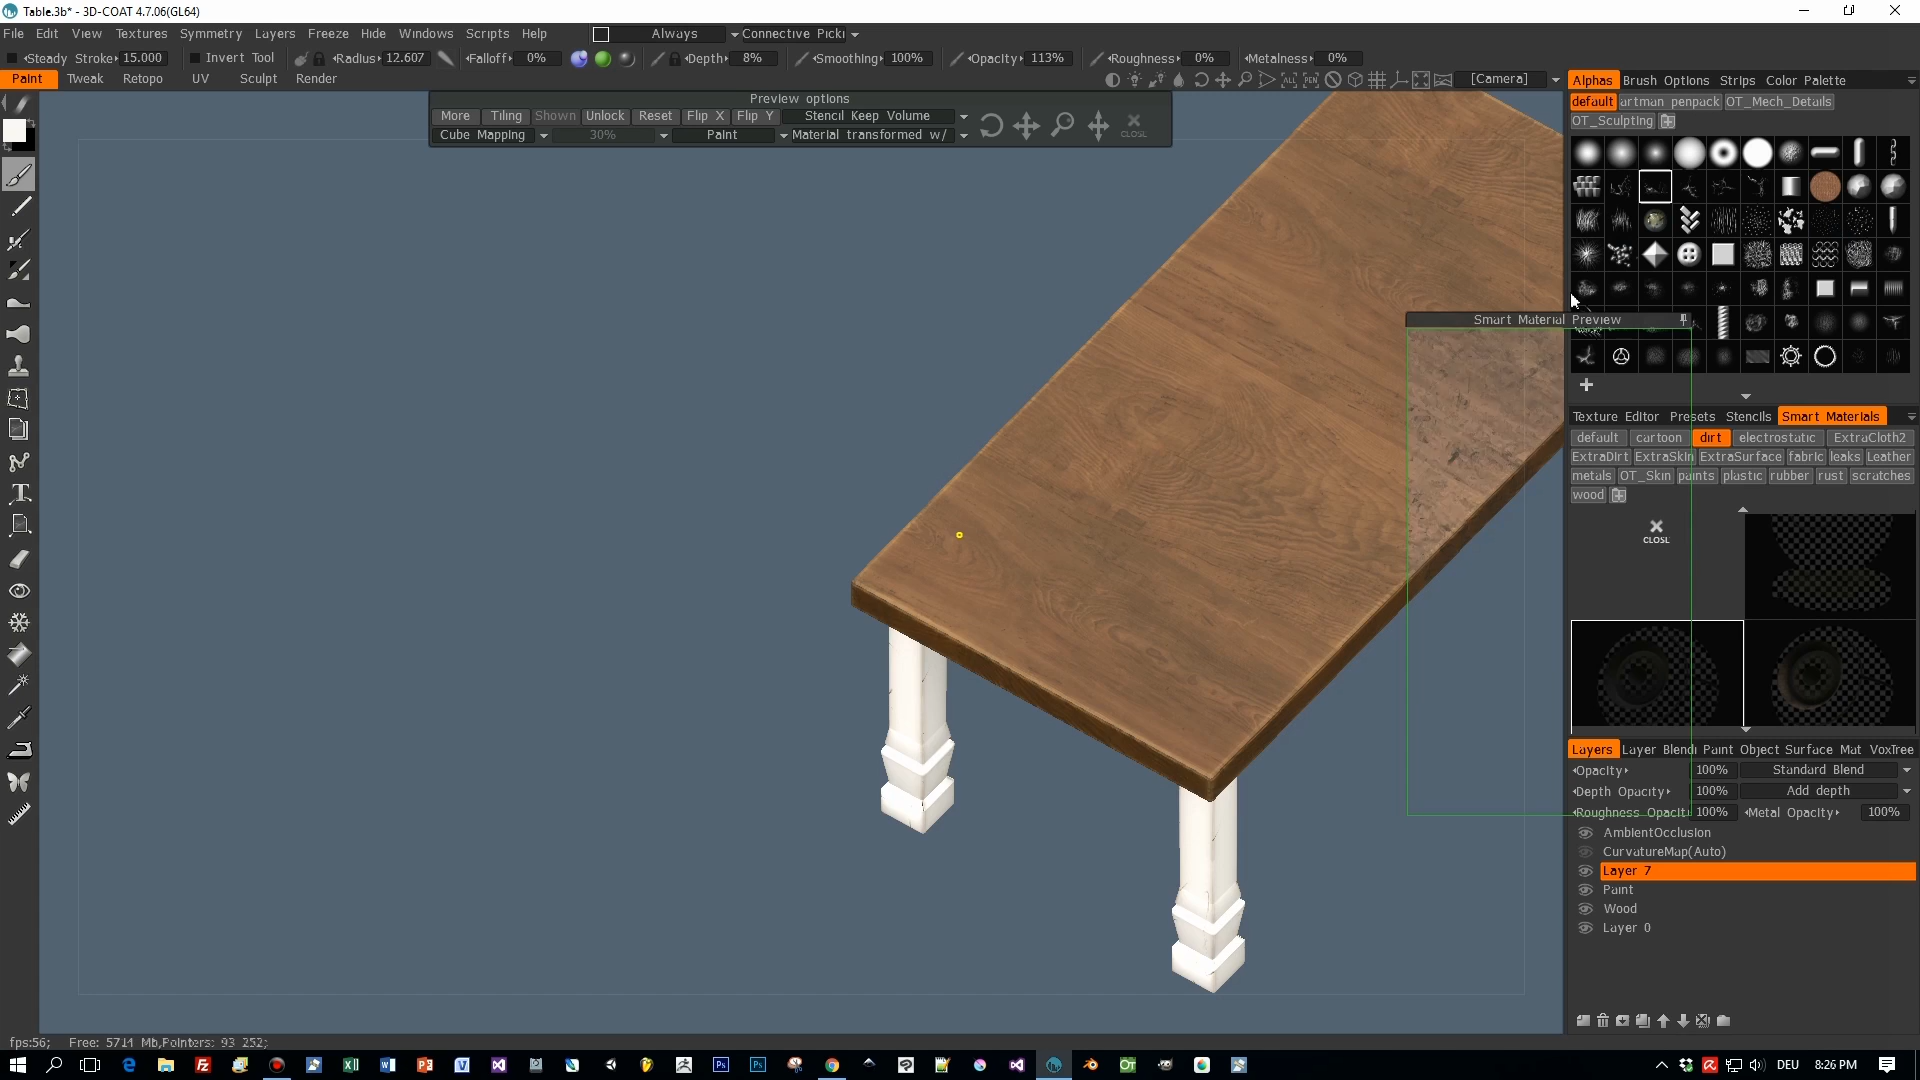 Table.3b* - 3D-COAT 4.7.06(GL64)
File Edit View Textures Symmetry Layers Freeze Hide Windows Scripts Help Always Connective Picki
Steady Stroke 15.000 Invert Tool Radius 12.607 Falloff 0% Depth 8% Smoothing 100% Opacity 113% Roughness 0% Metalness 0%
Paint Tweak Retopo UV Sculpt Render [Camera] Alphas Brush Options Strips Color Palette
Preview options
default artman penpack OT_Mech_Details
More Tiling Shown Unlock Reset Flip X Flip Y Stencil Keep Volume
OT_Sculpting
Cube Mapping 30% Paint Material transformed w/ CLOSE
Smart Material Preview
Texture Editor Presets Stencils Smart Materials
default cartoon dirt electrostatic ExtraCloth2
ExtraDirt ExtraSkin ExtraSurface fabric leaks Leather
metals OT_Skin paints plastic rubber rust scratches
wood
CLOSE
Layers Layer Blendi Paint Object Surface Mat VoxTree
Opacity 100% Standard Blend
Depth Opacity 100% Add depth
Roughness Opacit 100% Metal Opacity 100%
AmbientOcclusion
CurvatureMap(Auto)
Layer 7
Paint
Wood
Layer 0
fps:56; Free: 5714 Mb,Pointers: 93 252;
DEU 8:26 PM